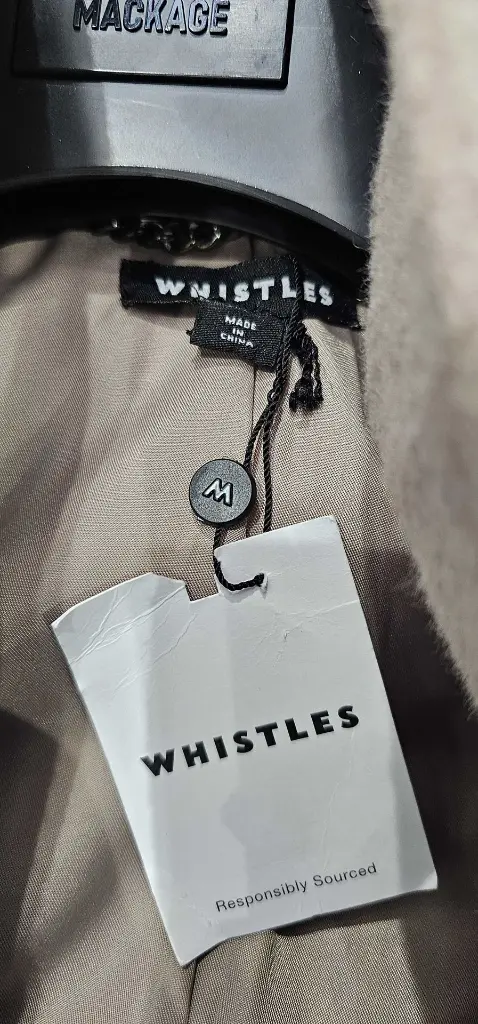 MACKAGE
WHISTLES
MADE
IN
CHINA
M
WHISTLES
Responsibly Sourced